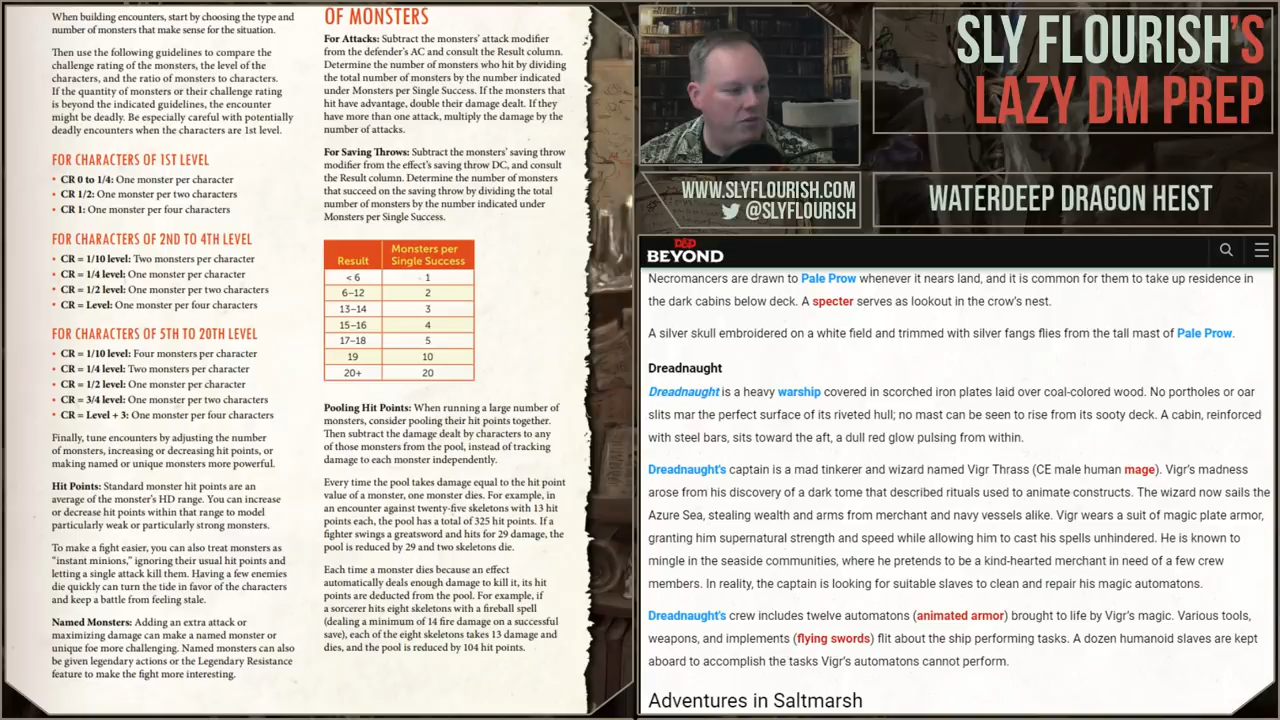 When building encounters, start by choosing the type and
number of monsters that make sense for the situation.
Then use the following guidelines to compare the
challenge rating of the monsters, the level of the
characters, and the ratio of monsters to characters.
If the quantity of monsters or their challenge rating
is beyond the indicated guidelines, the encounter
might be deadly. Be especially careful with potentially
deadly encounters when the characters are 1st level.
FOR CHARACTERS OF 1ST LEVEL
• CR 0 to 1/4: One monster per character
• CR 1/2: One monster per two characters
• CR 1: One monster per four characters
FOR CHARACTERS OF 2ND TO 4TH LEVEL
• CR = 1/10 level: Two monsters per character
• CR = 1/4 level: One monster per character
• CR = 1/2 level: One monster per two characters
• CR = Level: One monster per four characters
FOR CHARACTERS OF 5TH TO 20TH LEVEL
• CR = 1/10 level: Four monsters per character
• CR = 1/4 level: Two monsters per character
• CR = 1/2 level: One monster per character
• CR = 3/4 level: One monster per two characters
• CR = Level + 3: One monster per four characters
Finally, tune encounters by adjusting the number
of monsters, increasing or decreasing hit points, or
making named or unique monsters more powerful.
Hit Points: Standard monster hit points are an
average of the monster's HD range. You can increase
or decrease hit points within that range to model
particularly weak or particularly strong monsters.
To make a fight easier, you can also treat monsters as
"instant minions," ignoring their usual hit points and
letting a single attack kill them. Having a few enemies
die quickly can turn the tide in favor of the characters
and keep a battle from feeling stale.
Named Monsters: Adding an extra attack or
maximizing damage can make a named monster or
unique foe more challenging. Named monsters can also
be given legendary actions or the Legendary Resistance
feature to make the fight more interesting.
OF MONSTERS
For Attacks: Subtract the monsters' attack modifier
from the defender's AC and consult the Result column.
Determine the number of monsters who hit by dividing
the total number of monsters by the number indicated
under Monsters per Single Success. If the monsters
hit have advantage, double their damage dealt. If they
have more than one attack, multiply the damage by the
number of attacks.
For Saving Throws: Subtract the monsters' saving throw
modifier from the effect's saving throw DC, and consult
the Result column. Determine the number of monsters
that succeed on the saving throw by dividing the total
number of monsters by the number indicated under
Monsters per Single Success.
Result Monsters per Single Success
< 6 1
6–12 2
13–14 3
15–16 4
17–18 5
19 10
20+ 20
Pooling Hit Points: When running a large number of
monsters, consider pooling their hit points together.
Then subtract the damage dealt by characters to any
of those monsters from the pool, instead of tracking
damage to each monster independently.
Every time the pool takes damage equal to the hit point
value of a monster, one monster dies. For example, in
an encounter against twenty-five skeletons with 13 hit
points each, the pool has a total of 325 hit points. If a
fighter swings a greatsword and hits for 29 damage, the
pool is reduced by 29 and two skeletons die.
Each time a monster dies because an effect
automatically deals enough damage to kill it, its hit
points are deducted from the pool. For example, if
a sorcerer hits eight skeletons with a fireball spell
(dealing a minimum of 14 fire damage on a successful
save), each of the eight skeletons takes 13 damage and
dies, and the pool is reduced by 104 hit points.
SLY FLOURISH'S
LAZY DM PREP
WWW.SLYFLOURISH.COM
@SLYFLOURISH
WATERDEEP DRAGON HEIST
D&D
BEYOND
Necromancers are drawn to Pale Prow whenever it nears land, and it is common for them to take up residence in
the dark cabins below deck. A specter serves as lookout in the crow's nest.
A silver skull embroidered on a white field and trimmed with silver fangs flies from the tall mast of Pale Prow.
Dreadnaught
Dreadnaught is a heavy warship covered in scorched iron plates laid over coal-colored wood. No portholes or oar
slits mar the perfect surface of its riveted hull; no mast can be seen to rise from its sooty deck. A cabin, reinforced
with steel bars, sits toward the aft, a dull red glow pulsing from within.
Dreadnaught's captain is a mad tinkerer and wizard named Vigr Thrass (CE male human mage). Vigr's madness
arose from his discovery of a dark tome that described rituals used to animate constructs. The wizard now sails the
Azure Sea, stealing wealth and arms from merchant and navy vessels alike. Vigr wears a suit of magic plate armor,
granting him supernatural strength and speed while allowing him to cast his spells unhindered. He is known to
mingle in the seaside communities, where he pretends to be a kind-hearted merchant in need of a few crew
members. In reality, the captain is looking for suitable slaves to clean and repair his magic automatons.
Dreadnaught's crew includes twelve automatons (animated armor) brought to life by Vigr's magic. Various tools,
weapons, and implements (flying swords) flit about the ship performing tasks. A dozen humanoid slaves are kept
aboard to accomplish the tasks Vigr's automatons cannot perform.
Adventures in Saltmarsh